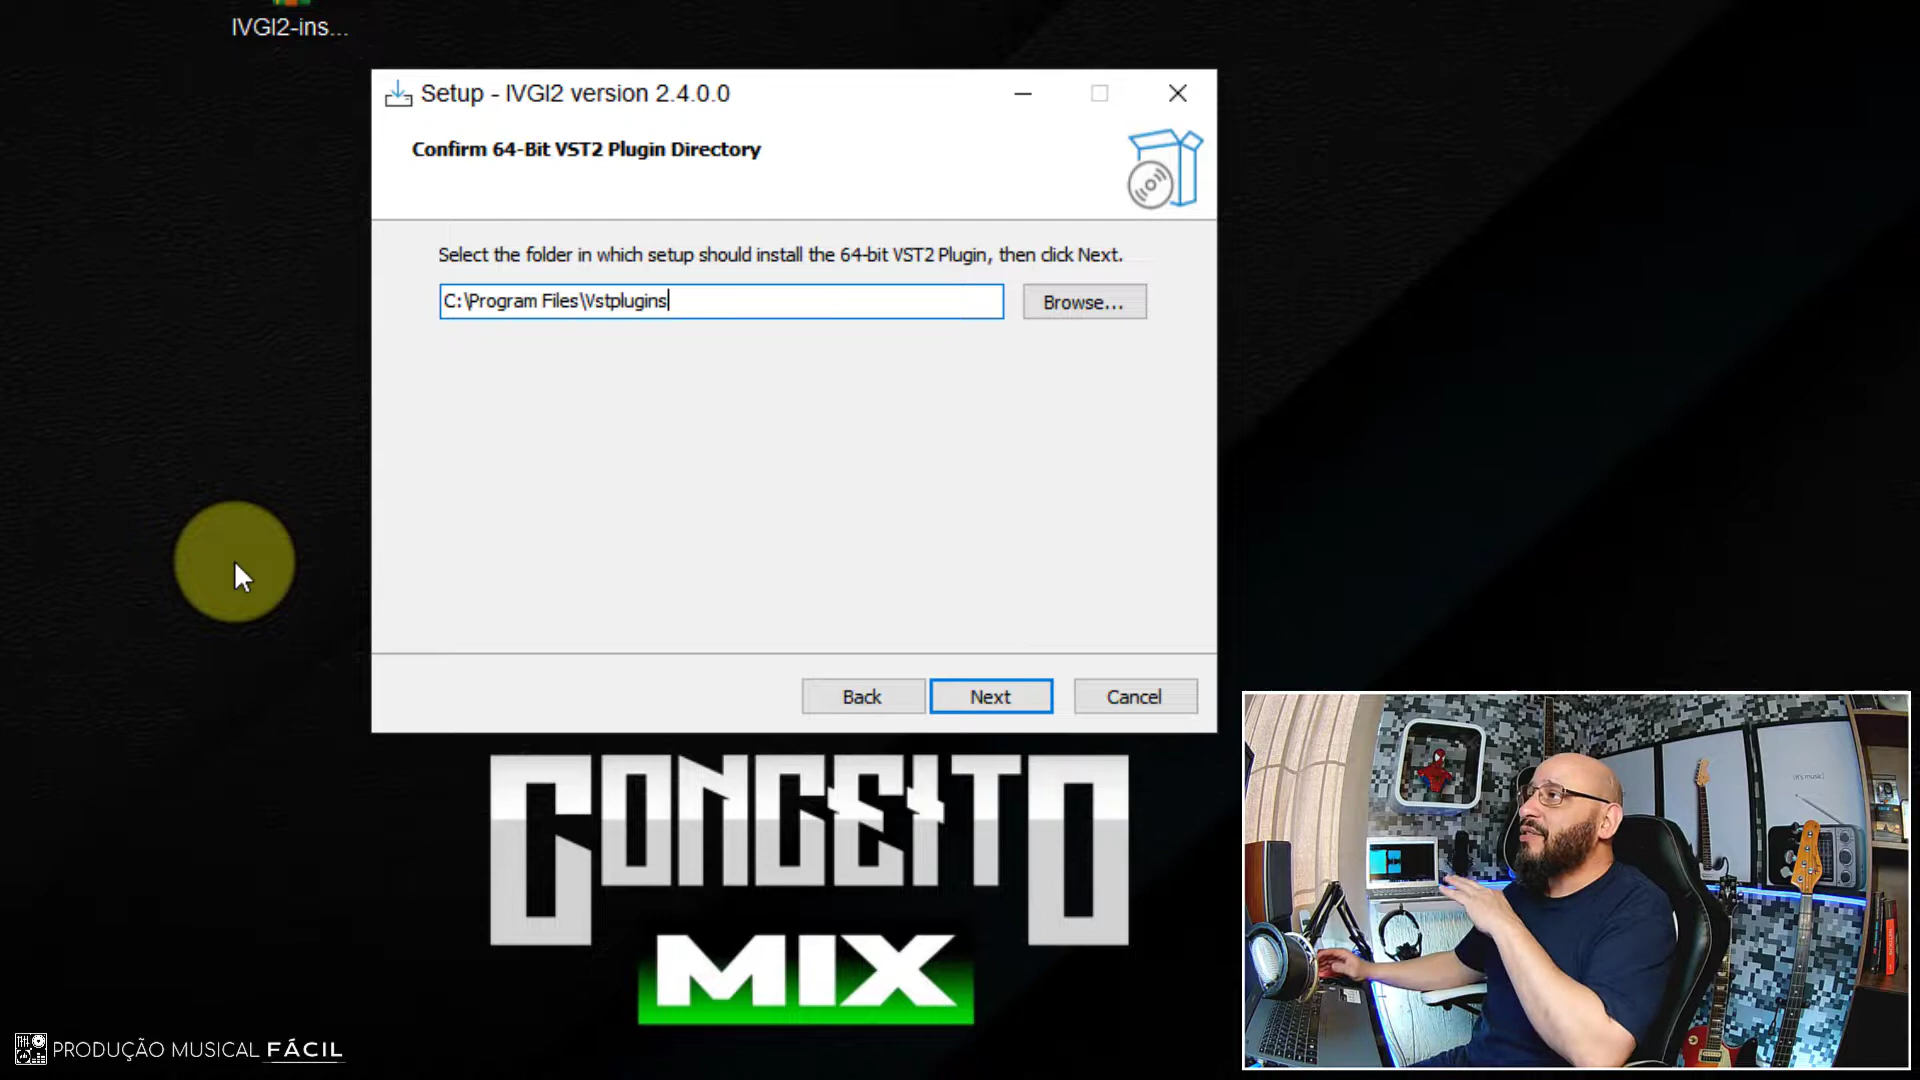 IVGI2-ins...
Setup - IVGI2 version 2.4.0.0
Confirm 64-Bit VST2 Plugin Directory
Select the folder in which setup should install the 64-bit VST2 Plugin, then click Next.
C:\Program Files\Vstplugins
Browse...
Back
Next
Cancel
CONCEITO
MIX
[it's music]
PRODUÇÃO MUSICAL FÁCIL